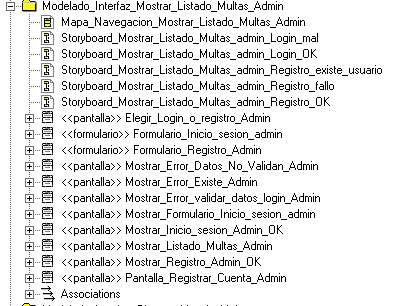 Modelado_Interfaz_Mostrar_Listado_Multas_Admin
Mapa_Navegacion_Mostrar_Listado_Multas_Admin
Storyboard_Mostrar_Listado_Multas_admin_Login_mal
Storyboard_Mostrar_Listado_Multas_admin_Login_OK
Storyboard_Mostrar_Listado_Multas_admin_Registro_existe_usuario
Storyboard_Mostrar_Listado_Multas_admin_Registro_fallo
Storyboard_Mostrar_Listado_Multas_admin_Registro_OK
<<pantalla>> Elegir_Login_o_registro_Admin
<<formulario>> Formulario_Inicio_sesion_admin
<<formulario>> Formulario_Registro_Admin
<<pantalla>> Mostrar_Error_Datos_No_Validan_Admin
<<pantalla>> Mostrar_Error_Existe_Admin
<<pantalla>> Mostrar_Error_validar_datos_login_Admin
<<pantalla>> Mostrar_Formulario_Inicio_sesion_admin
<<pantalla>> Mostrar_Inicio_sesion_Admin_OK
<<pantalla>> Mostrar_Listado_Multas_Admin
<<pantalla>> Mostrar_Registro_Admin_OK
<<pantalla>> Pantalla_Registrar_Cuenta_Admin
Associations